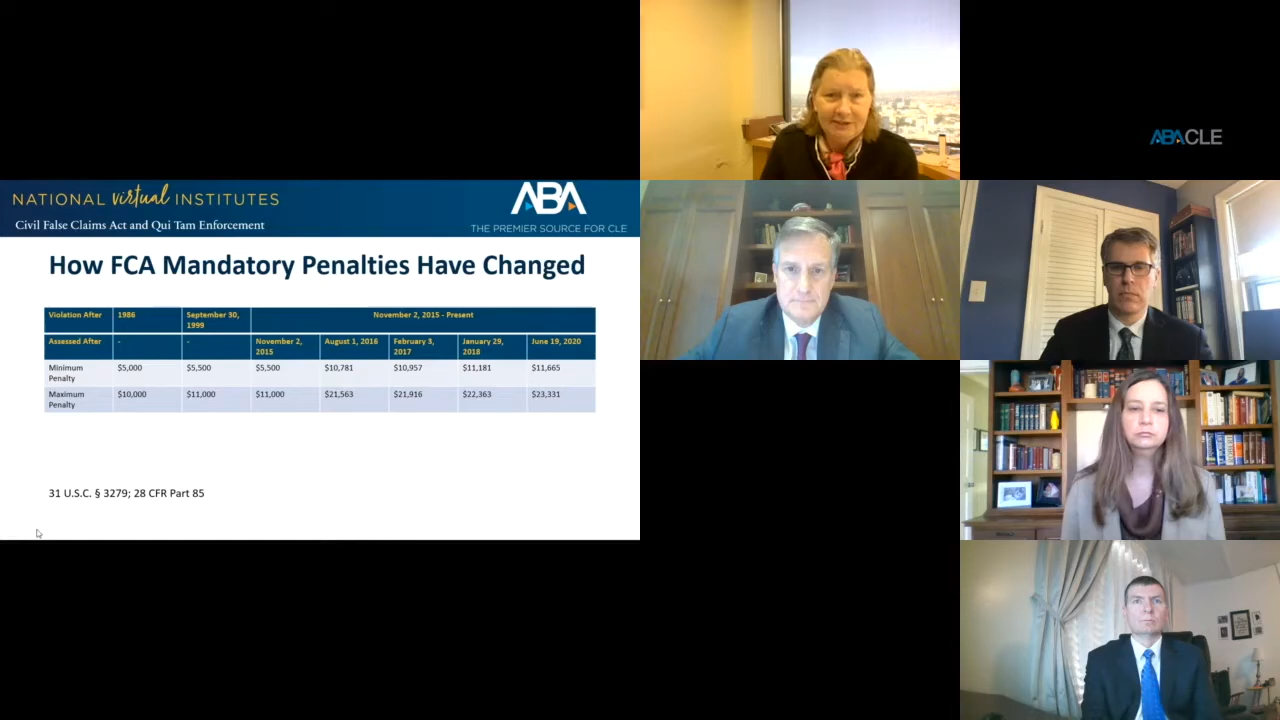 ABACLE
NATIONAL virtual INSTITUTES
Civil False Claims Act and Qui Tam Enforcement
ABA
THE PREMIER SOURCE FOR CLE
How FCA Mandatory Penalties Have Changed
Violation After 1986 September 30, 1999 November 2, 2015 - Present
Assessed After - - November 2, 2015 August 1, 2016 February 3, 2017 January 29, 2018 June 19, 2020
Minimum Penalty $5,000 $5,500 $5,500 $10,781 $10,957 $11,181 $11,665
Maximum Penalty $10,000 $11,000 $11,000 $21,563 $21,916 $22,363 $23,331
31 U.S.C. § 3279; 28 CFR Part 85